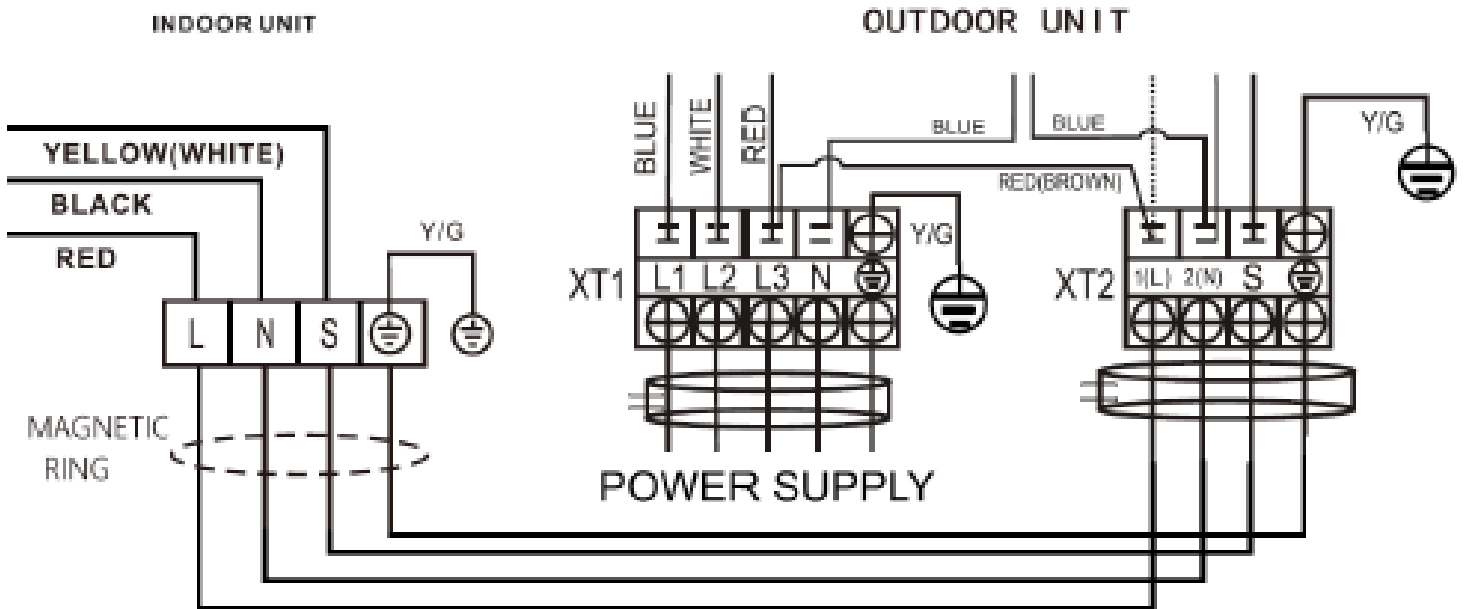 INDOOR UNIT
OUTDOOR UNIT
YELLOW(WHITE)
BLACK
RED
Y/G
L N S
MAGNETIC
RING
BLUE
WHITE
RED
BLUE
BLUE
RED(BROWN)
Y/G
Y/G
XT1 L1 L2 L3 N
XT2 1(L) 2(N) S
POWER SUPPLY